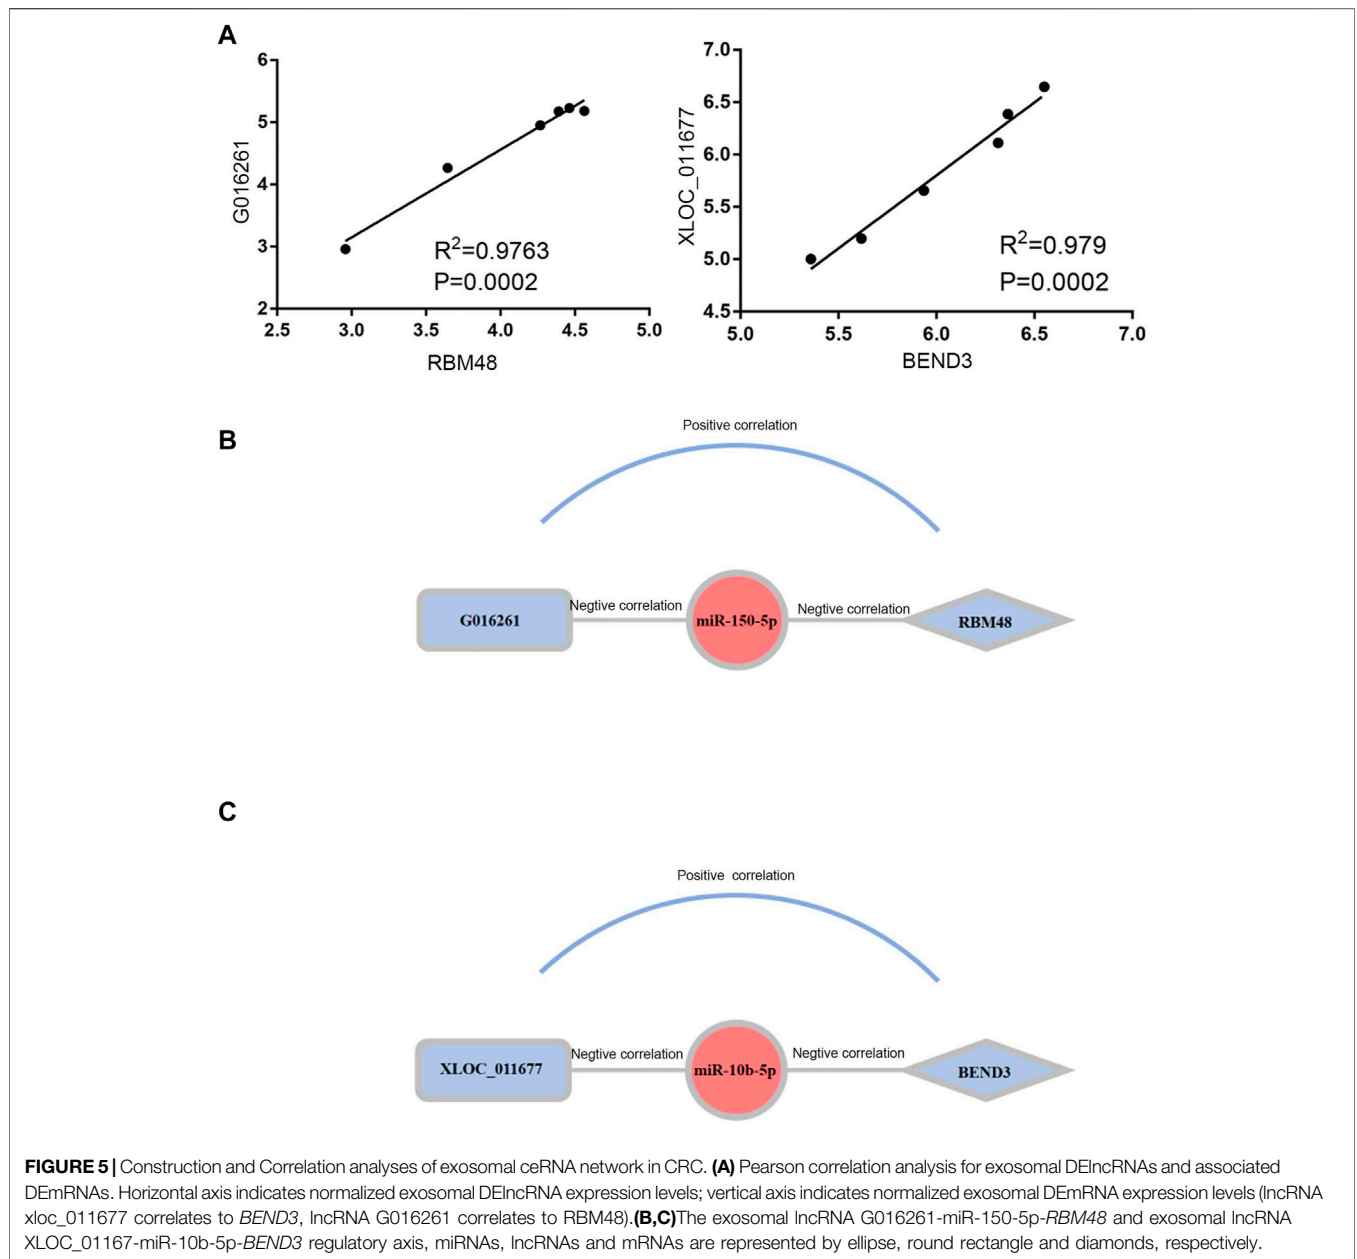 A
6
5
4
3
2
G016261
R²=0.9763
P=0.0002
2.5 3.0 3.5 4.0 4.5 5.0
RBM48
7.0
6.5
6.0
5.5
5.0
4.5
XLOC_011677
R²=0.979
P=0.0002
5.0 5.5 6.0 6.5 7.0
BEND3
B
Positive correlation
G016261
Negtive correlation
miR-150-5p
Negtive correlation
RBM48
C
Positive correlation
XLOC_011677
Negtive correlation
miR-10b-5p
Negtive correlation
BEND3
FIGURE 5 | Construction and Correlation analyses of exosomal ceRNA network in CRC. (A) Pearson correlation analysis for exosomal DElncRNAs and associated
DEmRNAs. Horizontal axis indicates normalized exosomal DElncRNA expression levels; vertical axis indicates normalized exosomal DEmRNA expression levels (lncRNA
xloc_011677 correlates to BEND3, lncRNA G016261 correlates to RBM48).(B,C)The exosomal lncRNA G016261-miR-150-5p-RBM48 and exosomal lncRNA
XLOC_01167-miR-10b-5p-BEND3 regulatory axis, miRNAs, lncRNAs and mRNAs are represented by ellipse, round rectangle and diamonds, respectively.